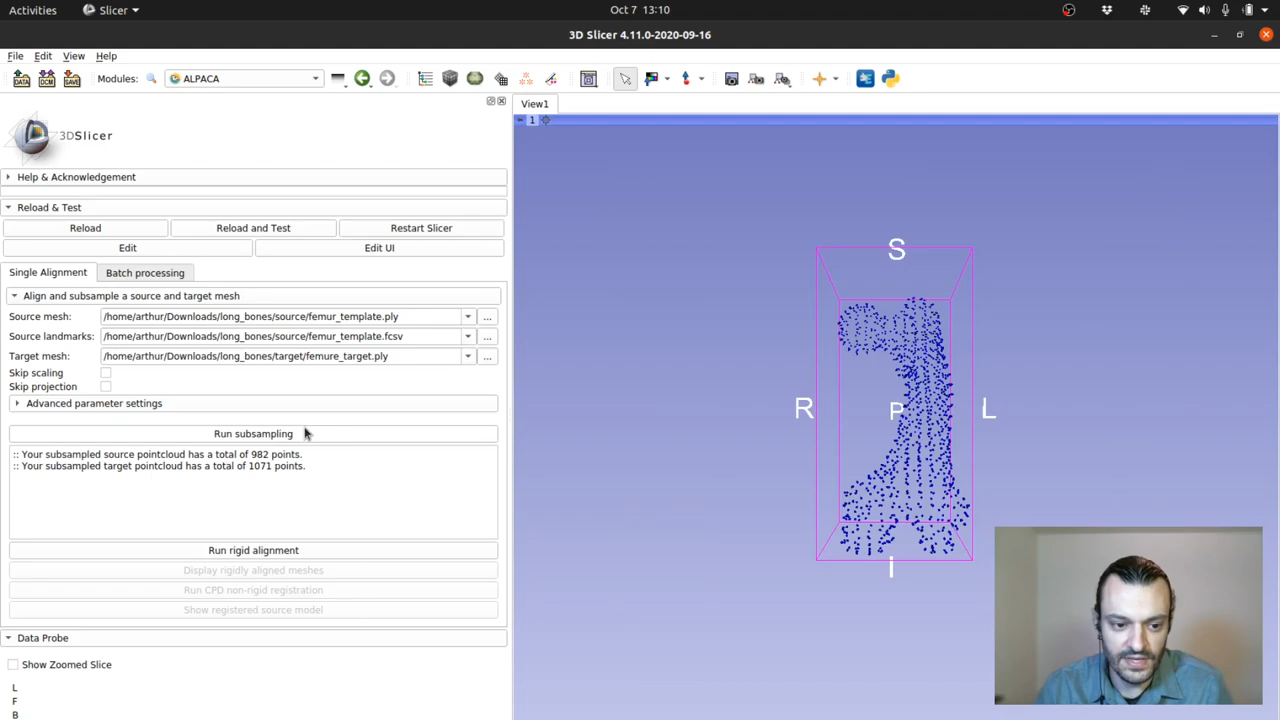 Activities
Slicer
Oct 7 13:10
3D Slicer 4.11.0-2020-09-16
File Edit View Help
DATA DCM SAVE Modules: ALPACA
View1
1
3DSlicer
Help & Acknowledgement
Reload & Test
Reload Reload and Test Restart Slicer
Edit Edit UI
Single Alignment Batch processing
Align and subsample a source and target mesh
Source mesh: /home/arthur/Downloads/long_bones/source/femur_template.ply ...
Source landmarks: /home/arthur/Downloads/long_bones/source/femur_template.fcsv ...
Target mesh: /home/arthur/Downloads/long_bones/target/femure_target.ply ...
Skip scaling
Skip projection
Advanced parameter settings
Run subsampling
:: Your subsampled source pointcloud has a total of 982 points.
:: Your subsampled target pointcloud has a total of 1071 points.
Run rigid alignment
Display rigidly aligned meshes
Run CPD non-rigid registration
Show registered source model
Data Probe
Show Zoomed Slice
L
F
B
S
R P L
I